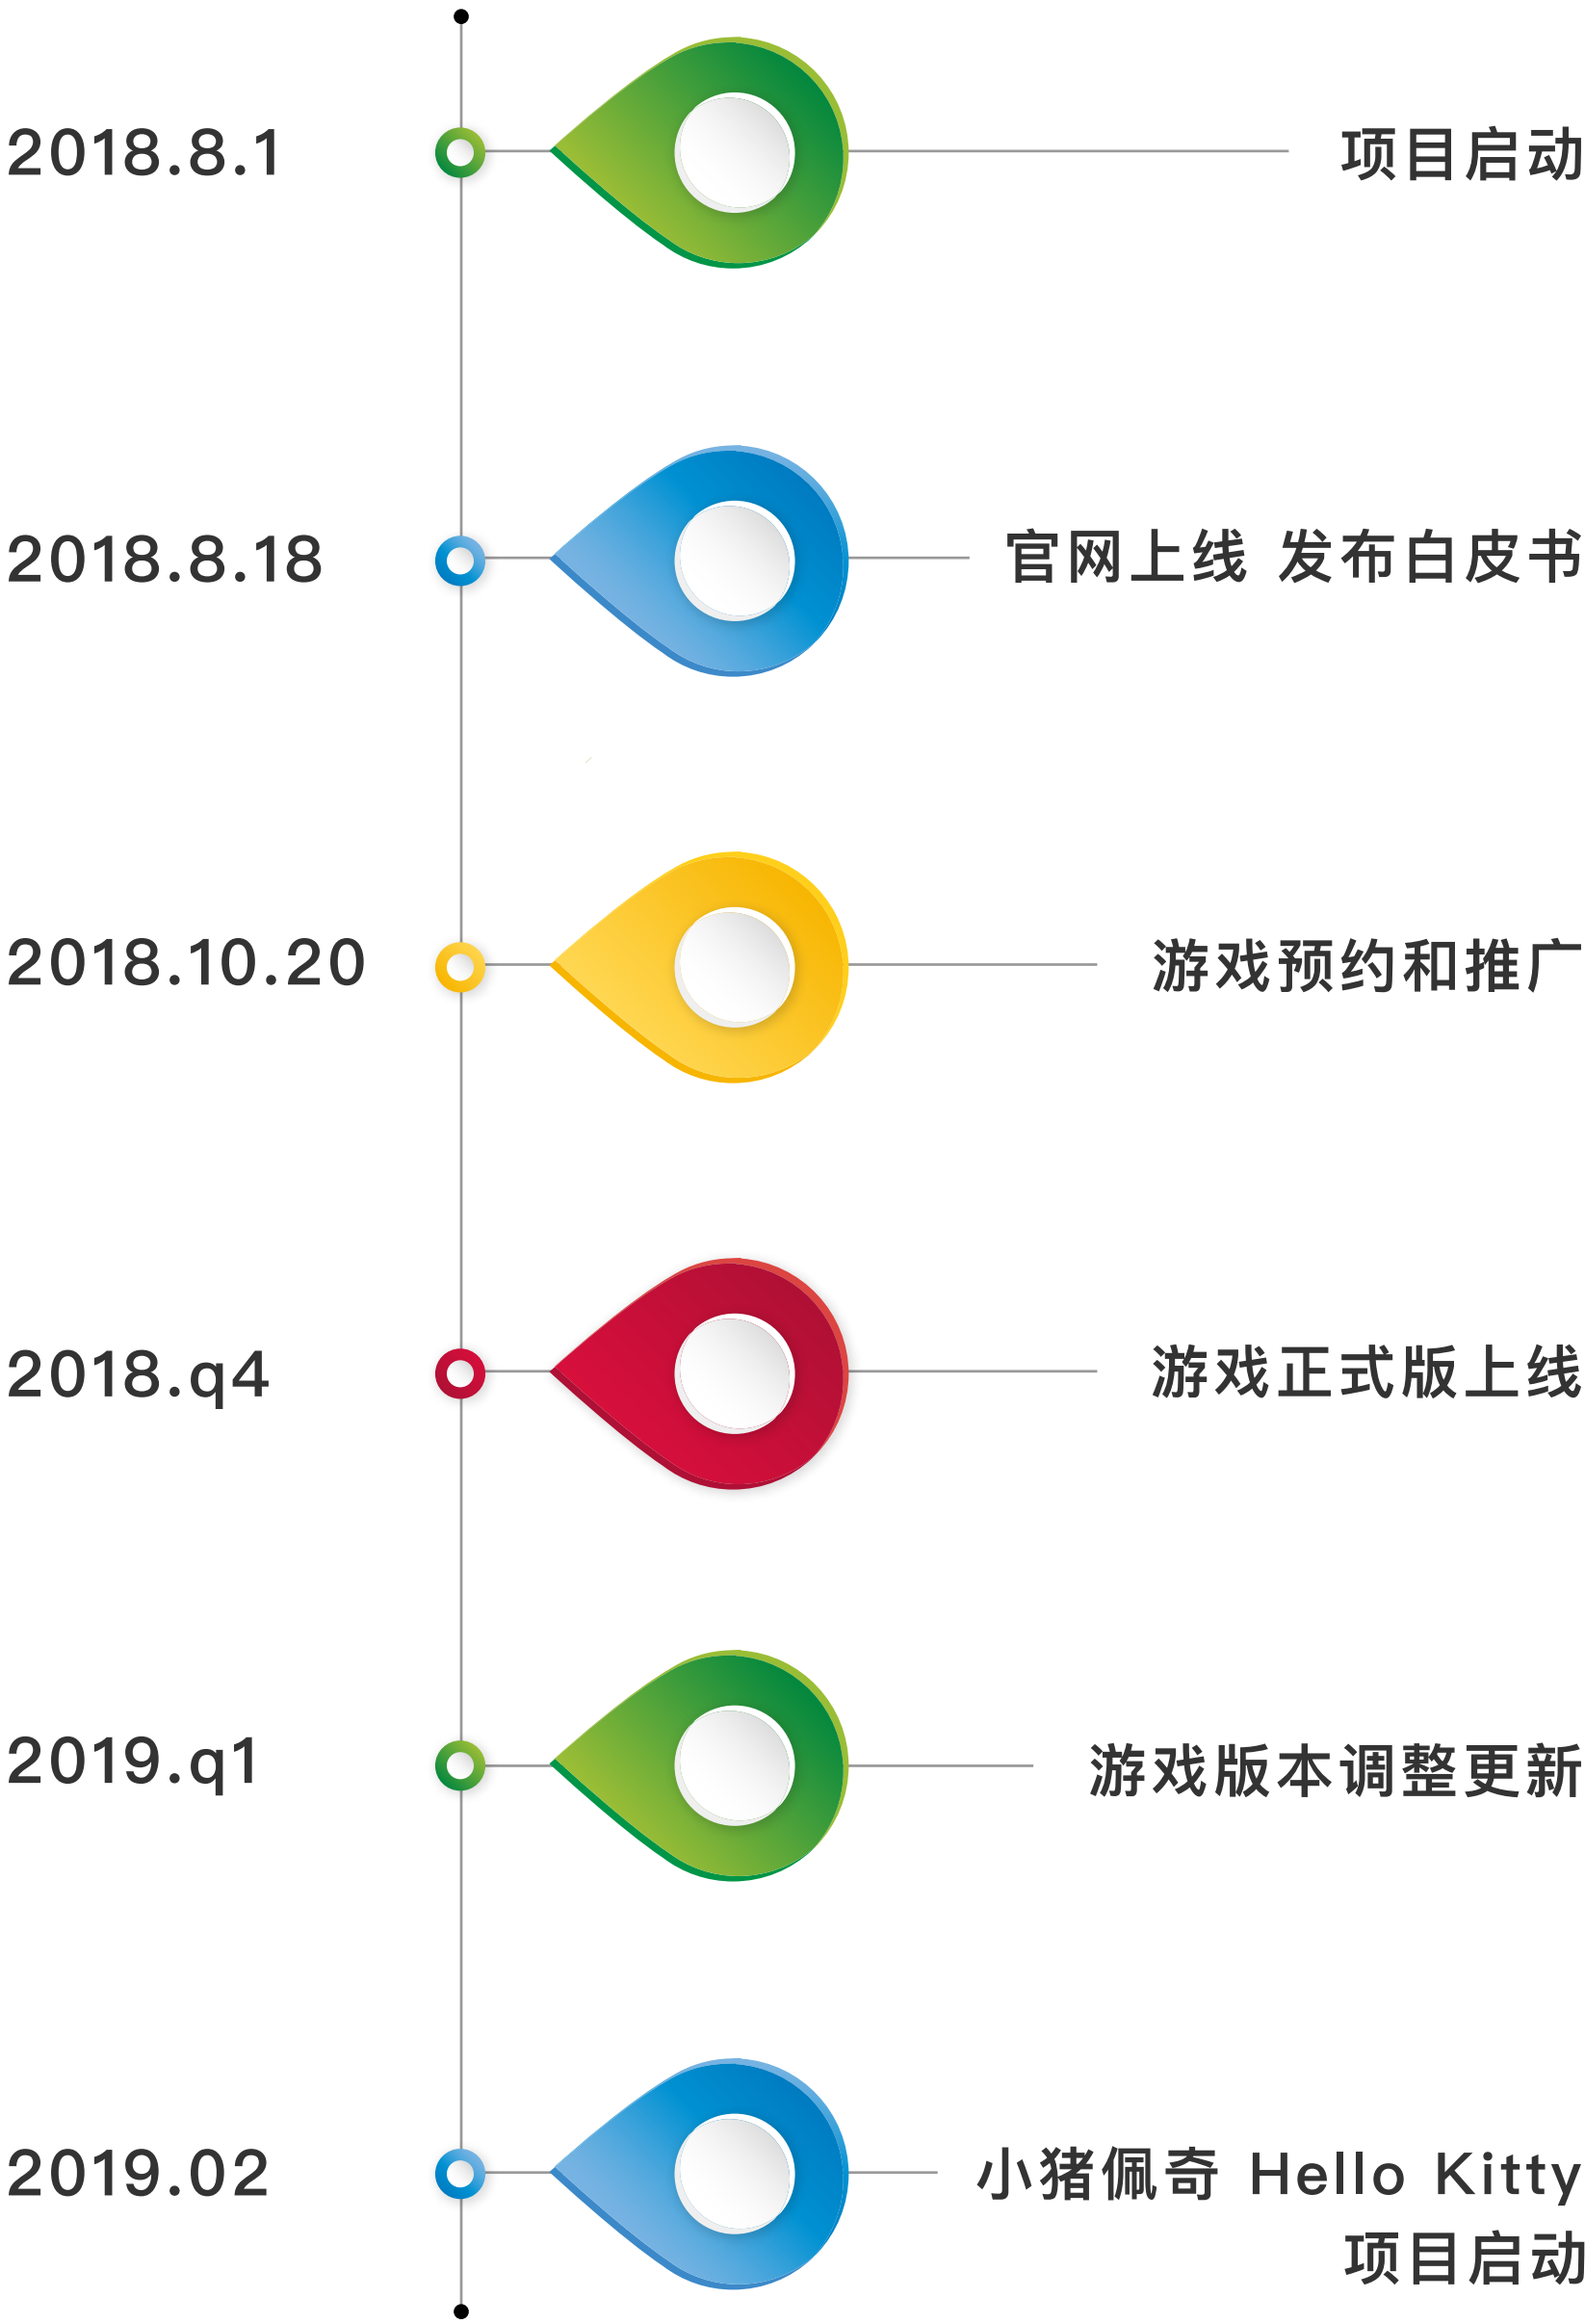 2018.8.1
项目启动
2018.8.18
官网上线 发布白皮书
2018.10.20
游戏预约和推广
2018.q4
游戏正式版上线
2019.q1
游戏版本调整更新
2019.02
小猪佩奇 Hello Kitty
项目启动